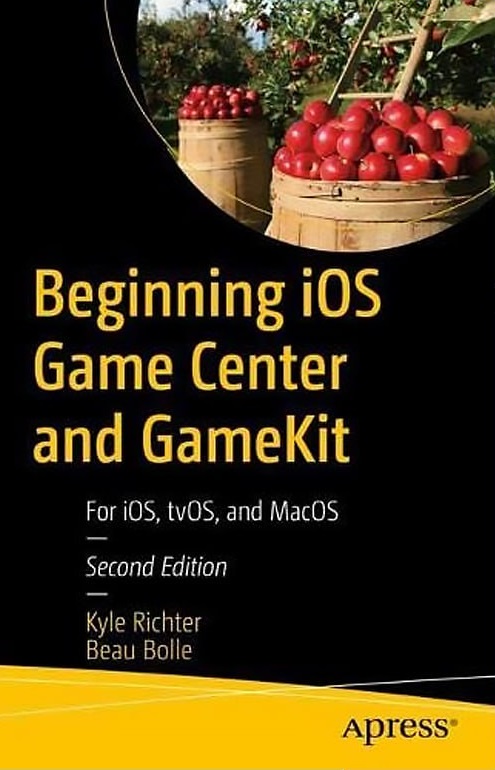 Beginning iOS
Game Center
and GameKit
For iOS, tvOS, and MacOS
Second Edition
Kyle Richter
Beau Bolle
Apress®